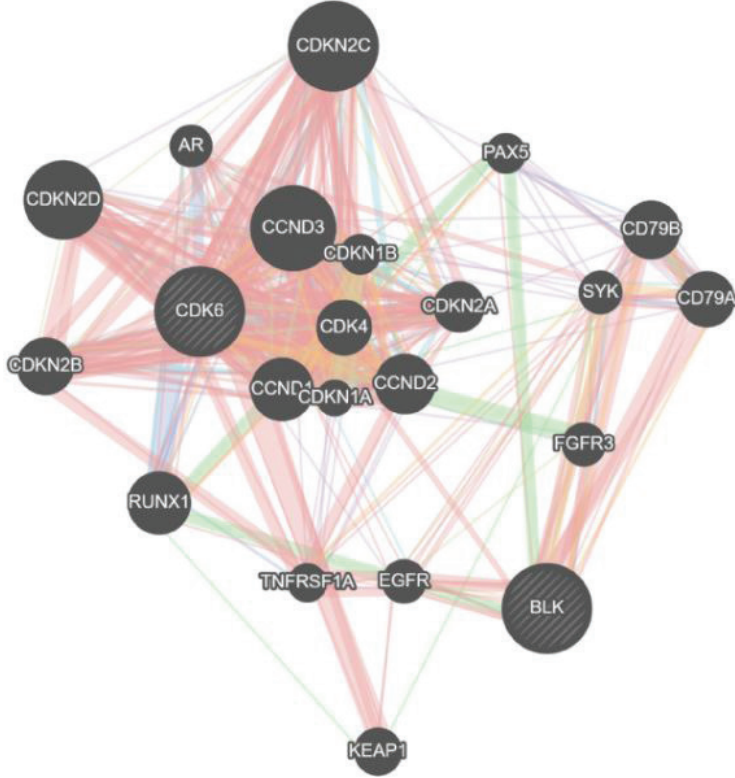 CDKN2C
AR
PAX5
CDKN2D
CCND3
CD79B
CDKN1B
SYK
CD79A
CDK6
CDKN2A
CDK4
CDKN2B
CCND1
CCND2
CDKN1A
FGFR3
RUNX1
TNFRSF1A
EGFR
BLK
KEAP1